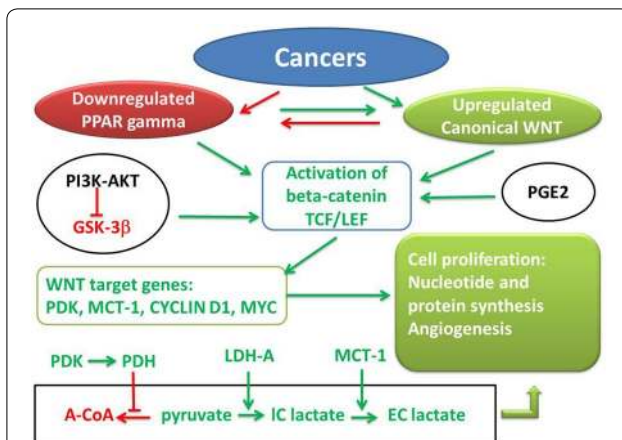 Cancers
Downregulated
PPAR gamma
Upregulated
Canonical WNT
PI3K-AKT
GSK-3β
Activation of
beta-catenin
TCF/LEF
PGE2
WNT target genes:
PDK, MCT-1, CYCLIN D1, MYC
Cell proliferation:
Nucleotide and
protein synthesis
Angiogenesis
PDK PDH LDH-A MCT-1
A-CoA pyruvate IC lactate EC lactate